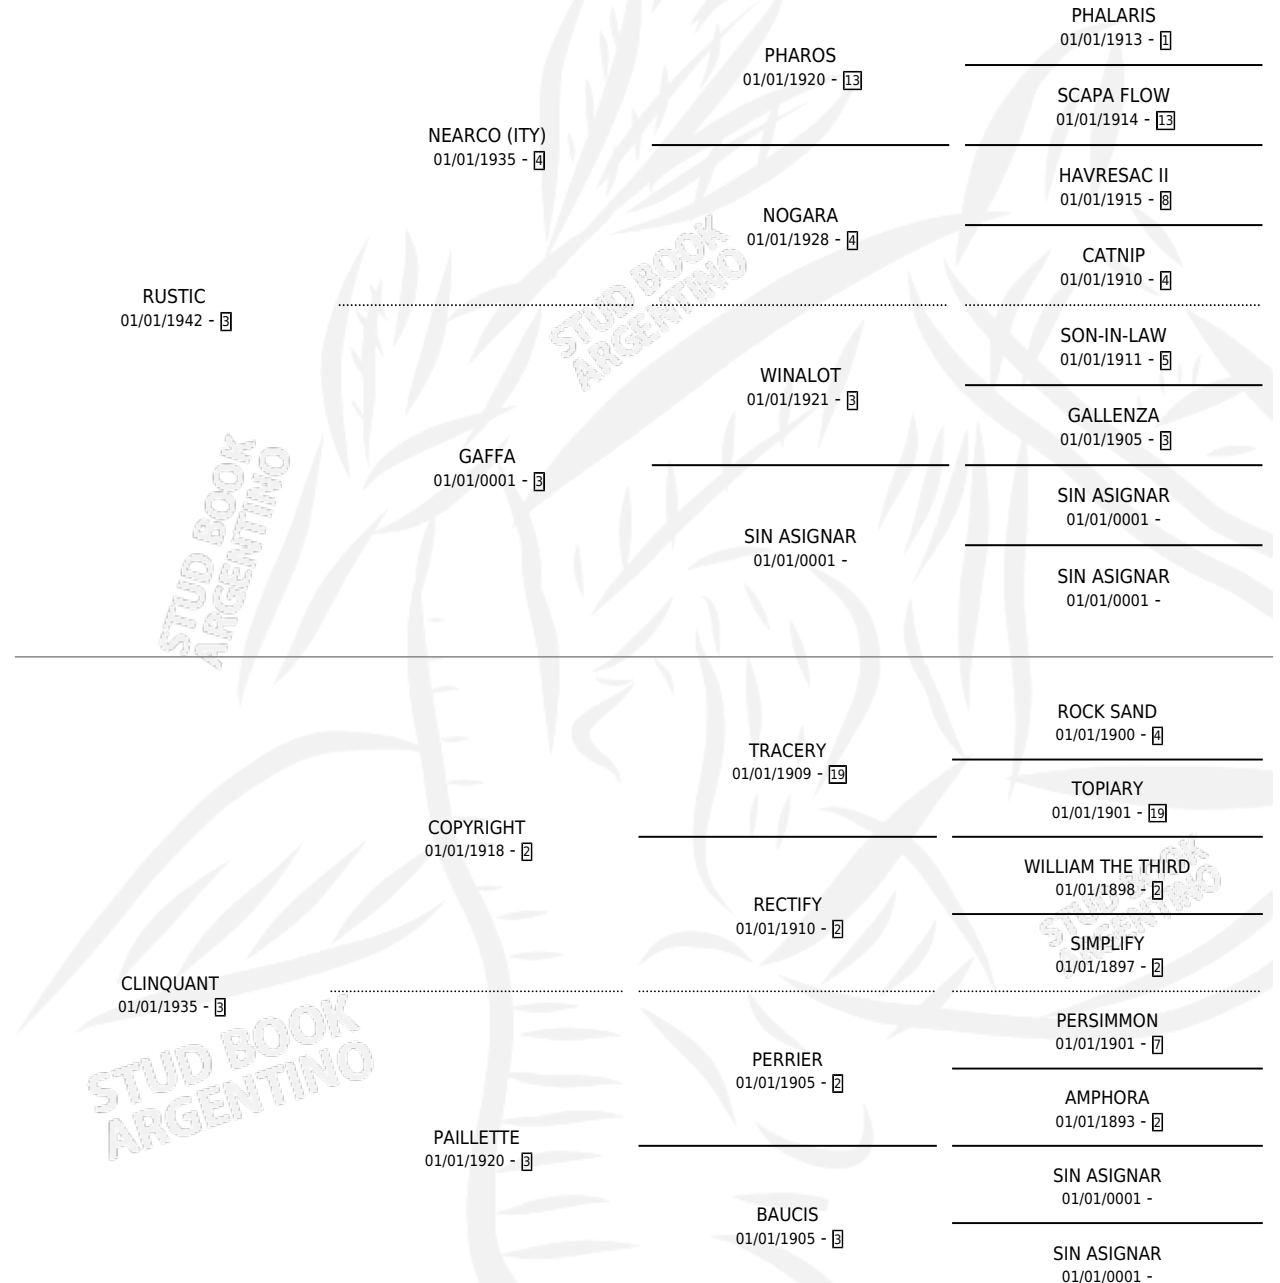 PHALARIS
01/01/1913 - 1
PHAROS
01/01/1920 - 13
SCAPA FLOW
01/01/1914 - 13
NEARCO (ITY)
01/01/1935 - 4
HAVRESAC II
01/01/1915 - 8
NOGARA
01/01/1928 - 4
CATNIP
01/01/1910 - 4
RUSTIC
01/01/1942 - 3
SON-IN-LAW
01/01/1911 - 5
WINALOT
01/01/1921 - 3
GALLENZA
01/01/1905 - 3
GAFFA
01/01/0001 - 3
SIN ASIGNAR
01/01/0001 -
SIN ASIGNAR
01/01/0001 -
SIN ASIGNAR
01/01/0001 -
STUD BOOK
ARGENTINO
STUD BOOK
ARGENTINO
ROCK SAND
01/01/1900 - 4
TRACERY
01/01/1909 - 19
TOPIARY
01/01/1901 - 19
COPYRIGHT
01/01/1918 - 2
WILLIAM THE THIRD
01/01/1898 - 2
RECTIFY
01/01/1910 - 2
SIMPLIFY
01/01/1897 - 2
CLINQUANT
01/01/1935 - 3
PERSIMMON
01/01/1901 - 7
PERRIER
01/01/1905 - 2
AMPHORA
01/01/1893 - 2
PAILLETTE
01/01/1920 - 3
SIN ASIGNAR
01/01/0001 -
BAUCIS
01/01/1905 - 3
SIN ASIGNAR
01/01/0001 -
STUD BOOK
ARGENTINO
STUD BOOK
ARGENTINO